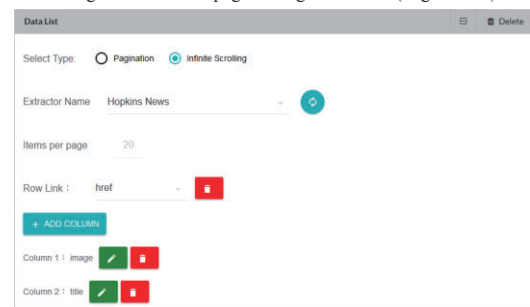 Data List Delete
Select Type: Pagination Infinite Scrolling
Extractor Name Hopkins News
Items per page 20
Row Link : href
+ ADD COLUMN
Column 1 : image
Column 2 : title